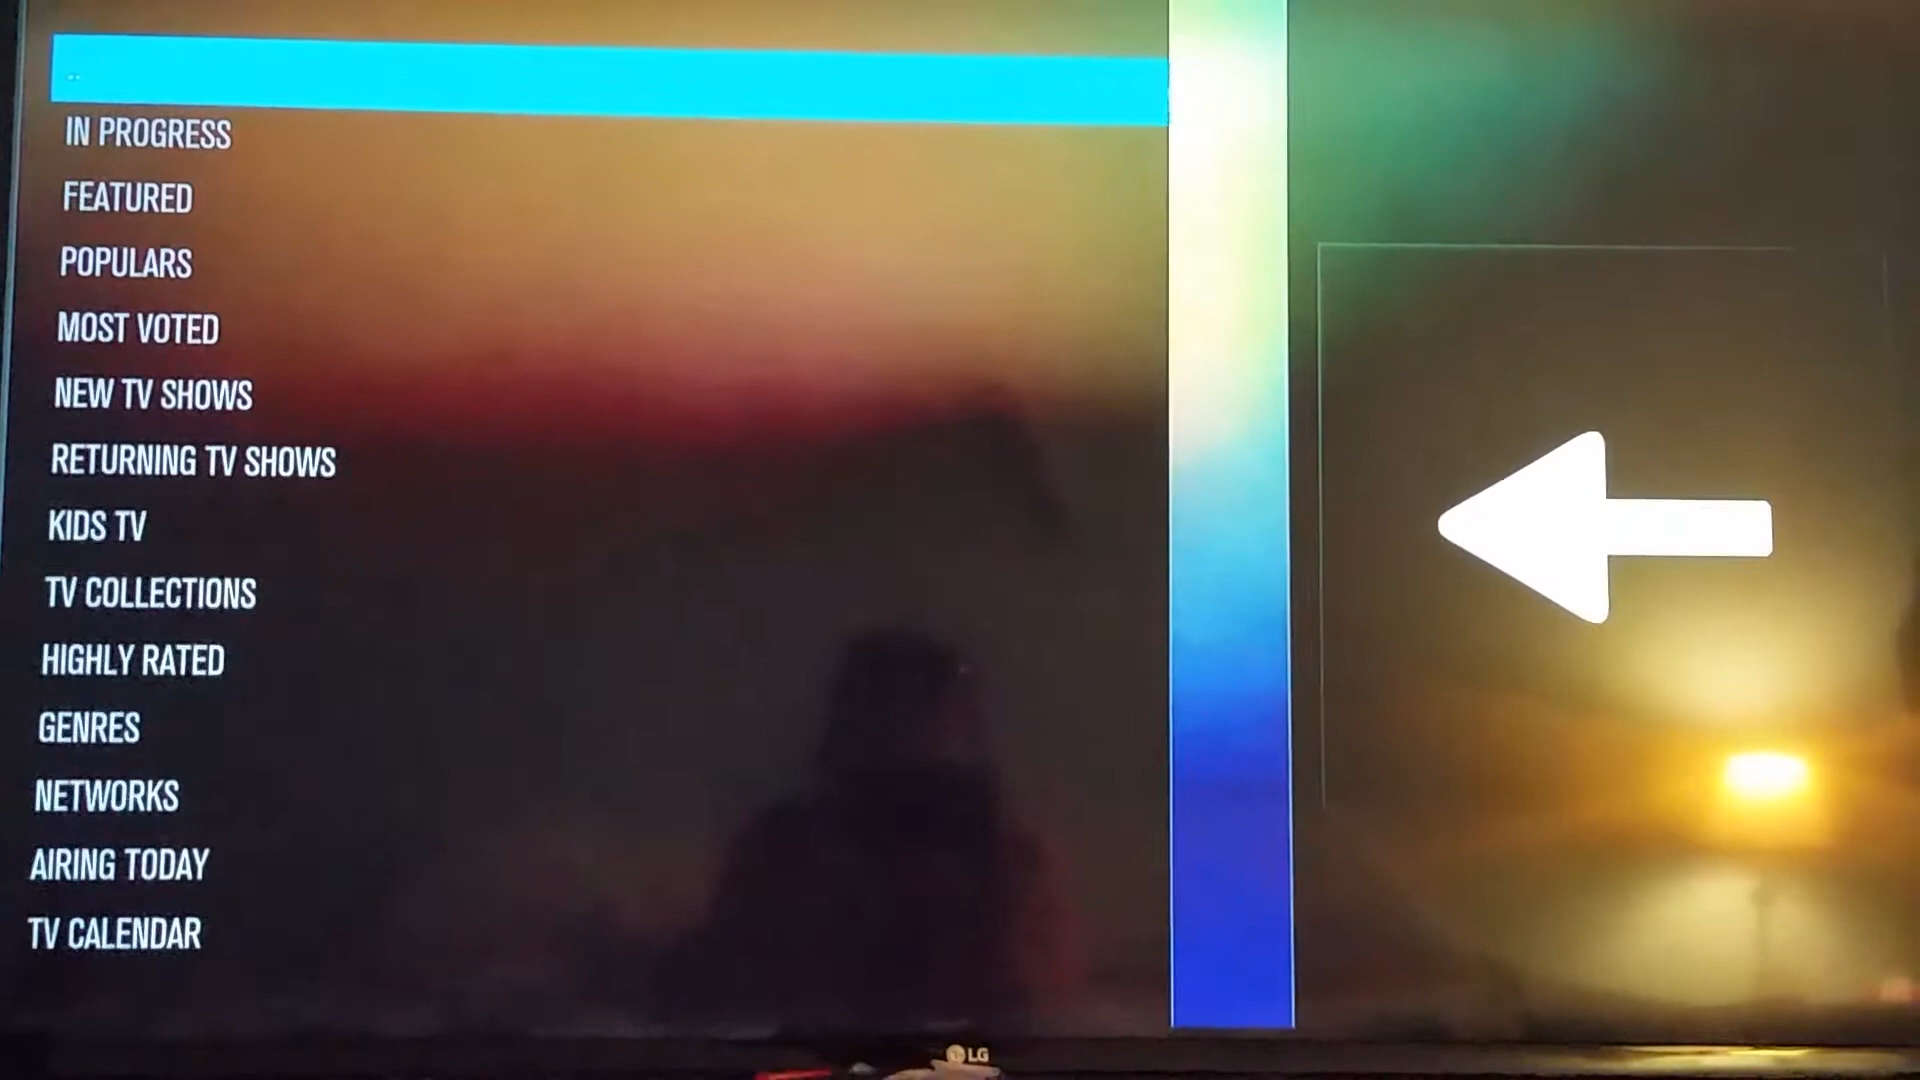 ..
IN PROGRESS
FEATURED
POPULARS
MOST VOTED
NEW TV SHOWS
RETURNING TV SHOWS
KIDS TV
TV COLLECTIONS
HIGHLY RATED
GENRES
NETWORKS
AIRING TODAY
TV CALENDAR
LG